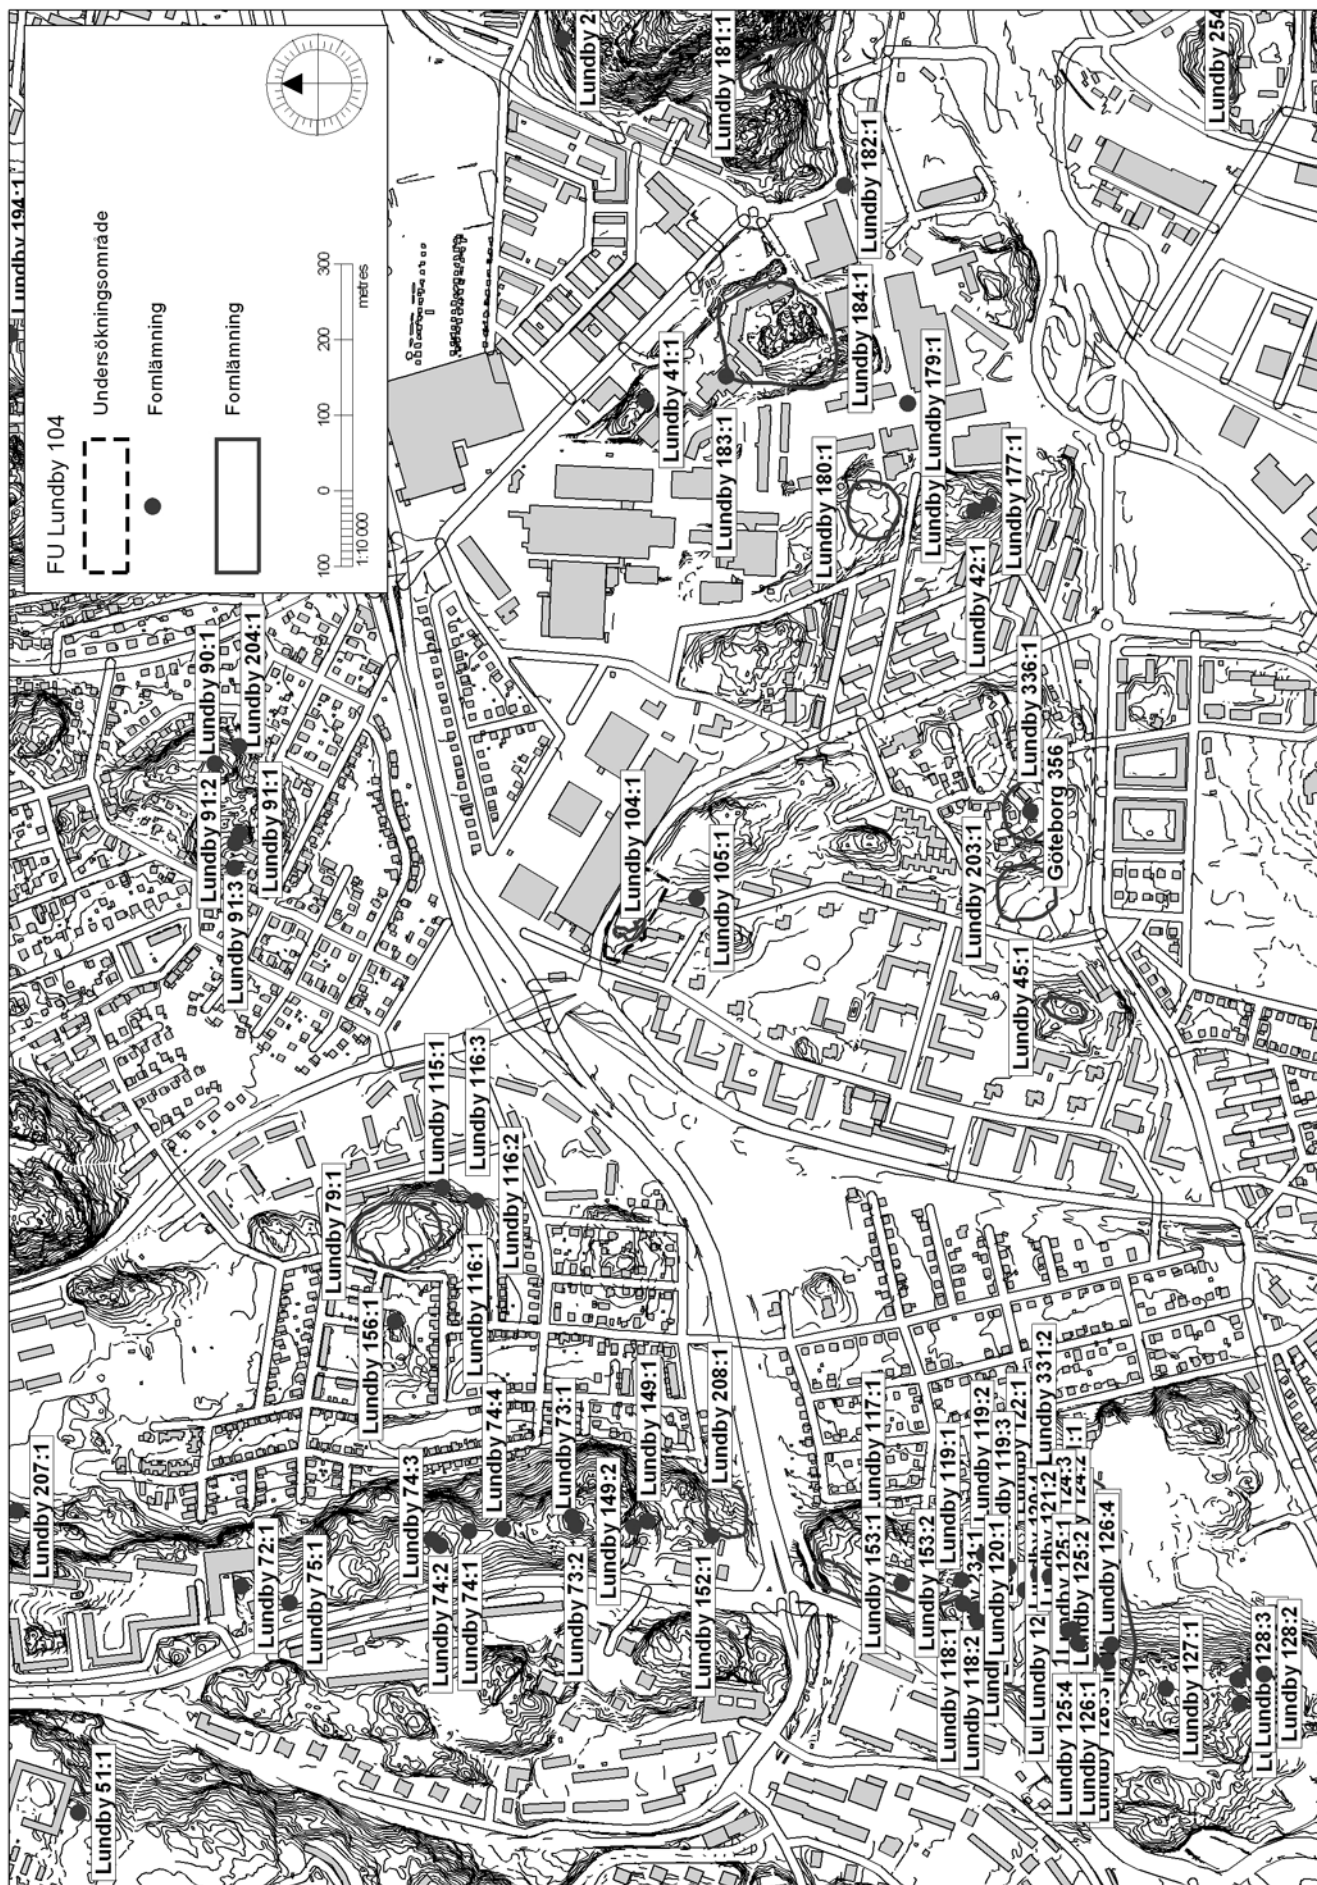 FU Lundby 104
Undersökningsområde
Fornlämning
Fornlämning
100 0 100 200 300
1:10 000
metres
Lundby 194:1
Lundby 181:1
Lundby 182:1
Lundby 254
Lundby 41:1
Lundby 183:1
Lundby 184:1
Lundby 180:1
Lundby 179:1
Lundby 177:1
Lundby 42:1
Lundby 90:1
Lundby 204:1
Lundby 91:2
Lundby 91:1
Lundby 91:3
Lundby 104:1
Lundby 105:1
Lundby 336:1
Göteborg 356
Lundby 203:1
Lundby 45:1
Lundby 115:1
Lundby 116:3
Lundby 116:2
Lundby 79:1
Lundby 116:1
Lundby 156:1
Lundby 207:1
Lundby 72:1
Lundby 75:1
Lundby 74:3
Lundby 74:4
Lundby 74:2
Lundby 74:1
Lundby 73:1
Lundby 73:2
Lundby 149:1
Lundby 149:2
Lundby 208:1
Lundby 152:1
Lundby 51:1
Lundby 117:1
Lundby 153:1
Lundby 153:2
Lundby 119:1
Lundby 119:2
Lundby 118:1
Lundby 118:2
Lundby 120:1
Lundby 331:2
Lundby 125:1
Lundby 125:2
Lundby 125:4
Lundby 126:1
Lundby 126:4
Lundby 127:1
Lundby 128:3
Lundby 128:2